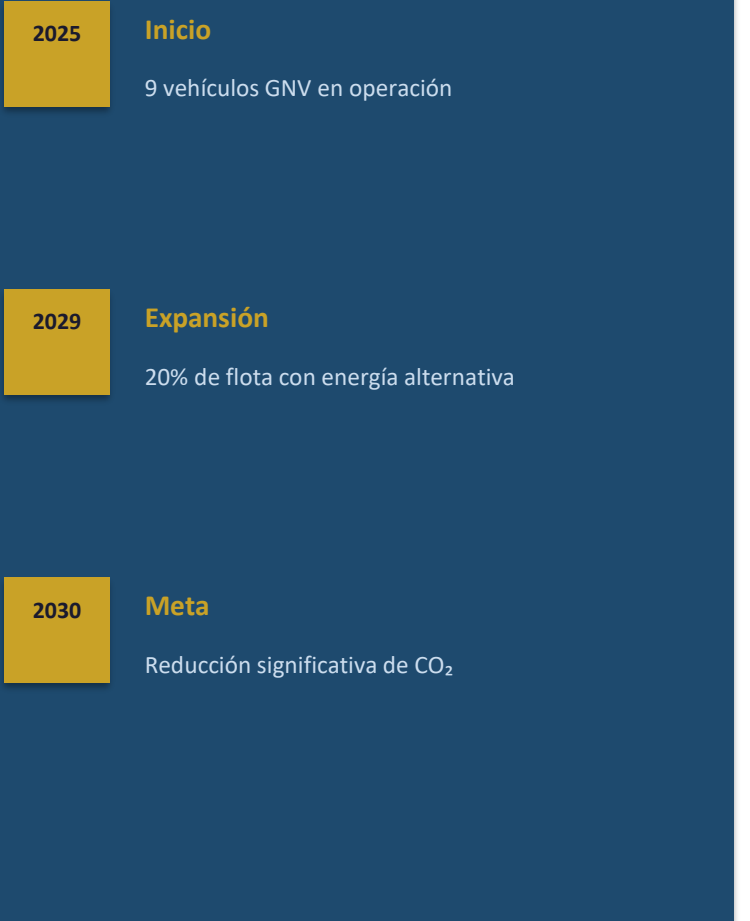 2025
Inicio
9 vehículos GNV en operación
2029
Expansión
20% de flota con energía alternativa
2030
Meta
Reducción significativa de CO₂